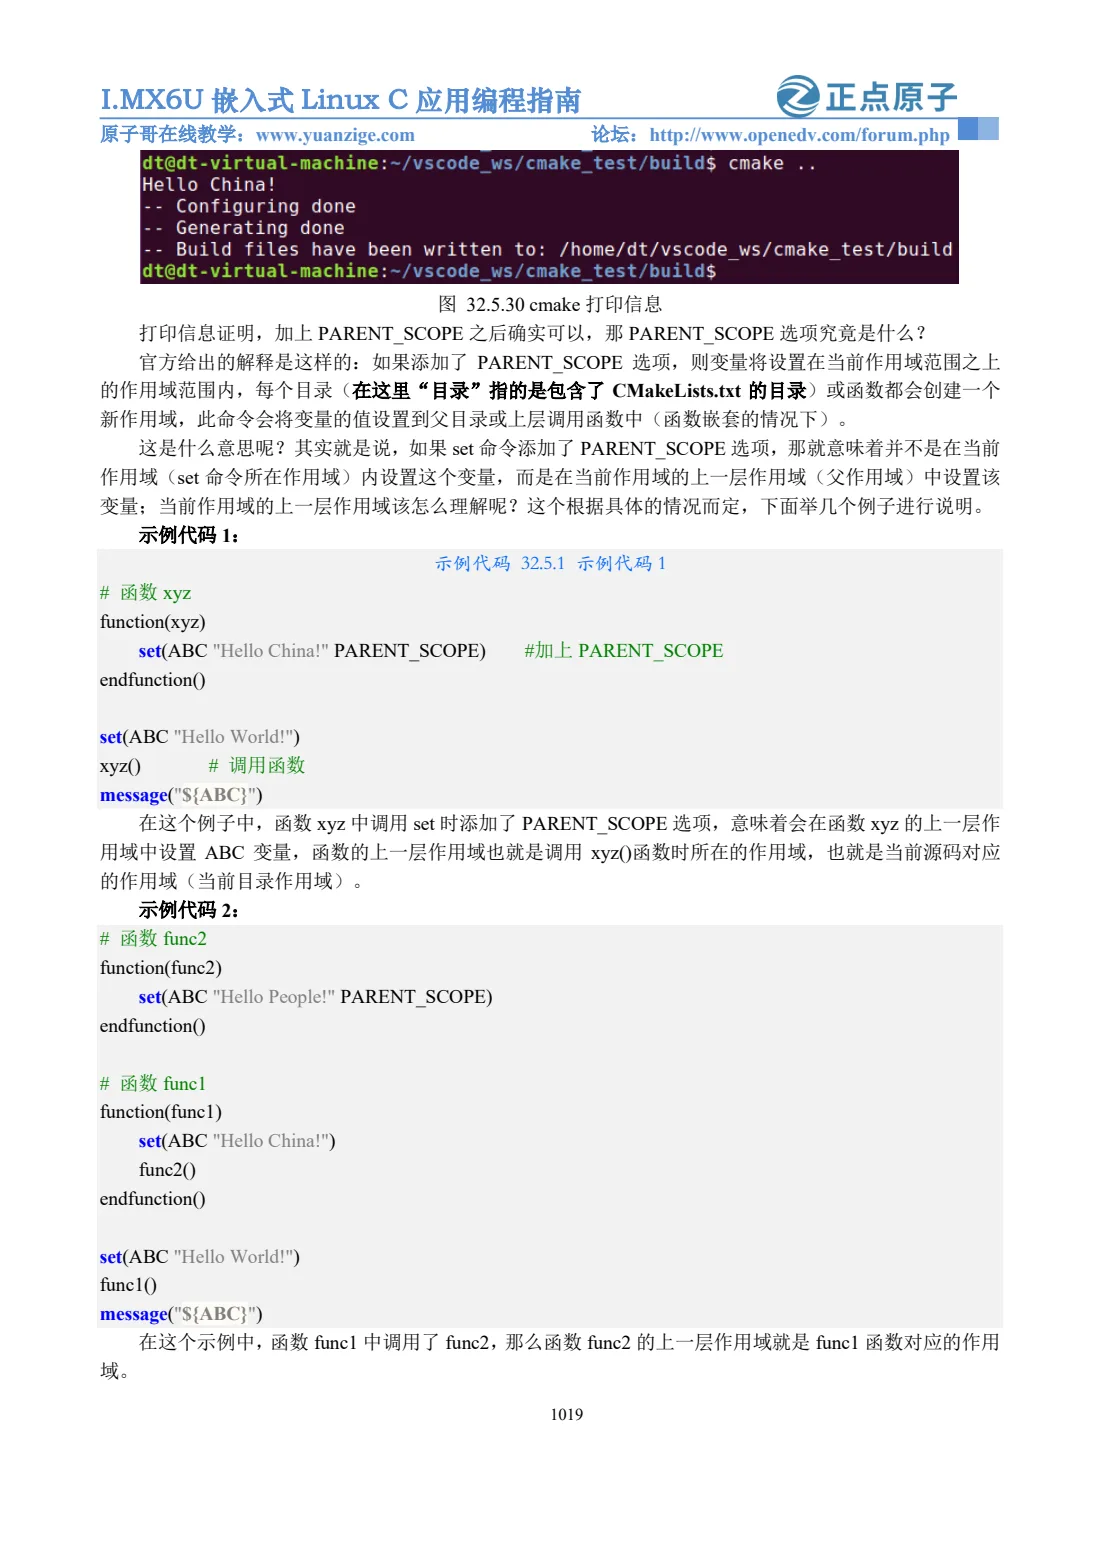 I.MX6U 嵌入式 Linux C 应用编程指南
正点原子
原子哥在线教学：www.yuanzige.com 论坛：http://www.openedv.com/forum.php
dt@dt-virtual-machine:~/vscode_ws/cmake_test/build$ cmake ..
Hello China!
-- Configuring done
-- Generating done
-- Build files have been written to: /home/dt/vscode_ws/cmake_test/build
dt@dt-virtual-machine:~/vscode_ws/cmake_test/build$
图 32.5.30 cmake 打印信息
打印信息证明，加上 PARENT_SCOPE 之后确实可以，那 PARENT_SCOPE 选项究竟是什么？
官方给出的解释是这样的：如果添加了 PARENT_SCOPE 选项，则变量将设置在当前作用域范围之上
的作用域范围内，每个目录（在这里“目录”指的是包含了 CMakeLists.txt 的目录）或函数都会创建一个
新作用域，此命令会将变量的值设置到父目录或上层调用函数中（函数嵌套的情况下）。
这是什么意思呢？其实就是说，如果 set 命令添加了 PARENT_SCOPE 选项，那就意味着并不是在当前
作用域（set 命令所在作用域）内设置这个变量，而是在当前作用域的上一层作用域（父作用域）中设置该
变量；当前作用域的上一层作用域该怎么理解呢？这个根据具体的情况而定，下面举几个例子进行说明。
示例代码 1：
示例代码 32.5.1 示例代码 1
# 函数 xyz
function(xyz)
set(ABC "Hello China!" PARENT_SCOPE) #加上 PARENT_SCOPE
endfunction()
set(ABC "Hello World!")
xyz() # 调用函数
message("${ABC}")
在这个例子中，函数 xyz 中调用 set 时添加了 PARENT_SCOPE 选项，意味着会在函数 xyz 的上一层作
用域中设置 ABC 变量，函数的上一层作用域也就是调用 xyz()函数时所在的作用域，也就是当前源码对应
的作用域（当前目录作用域）。
示例代码 2：
# 函数 func2
function(func2)
set(ABC "Hello People!" PARENT_SCOPE)
endfunction()
# 函数 func1
function(func1)
set(ABC "Hello China!")
func2()
endfunction()
set(ABC "Hello World!")
func1()
message("${ABC}")
在这个示例中，函数 func1 中调用了 func2，那么函数 func2 的上一层作用域就是 func1 函数对应的作用
域。
1019